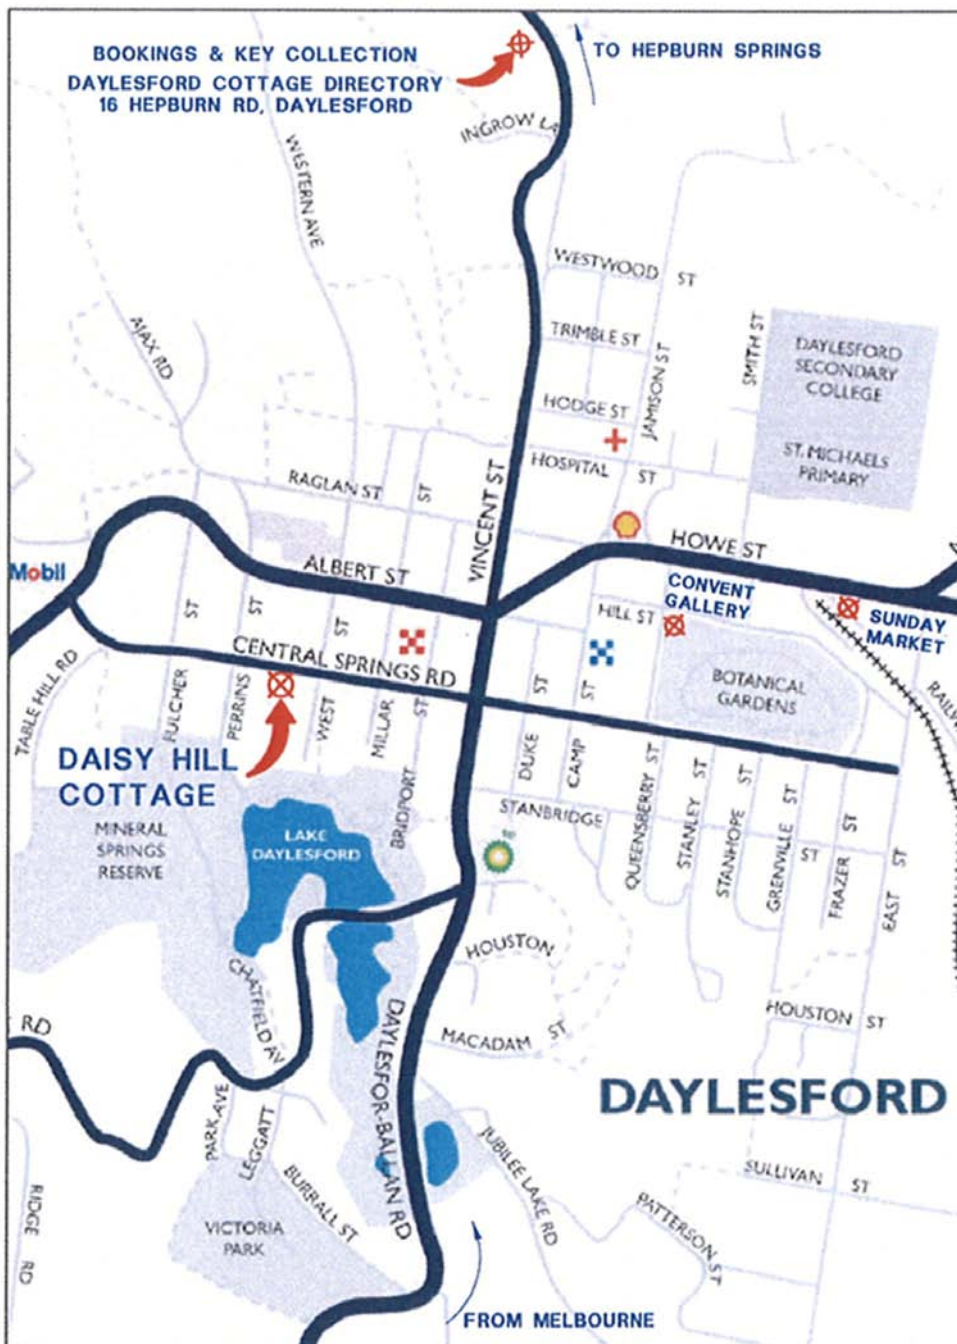 BOOKINGS & KEY COLLECTION
DAYLESFORD COTTAGE DIRECTORY
16 HEPBURN RD, DAYLESFORD
TO HEPBURN SPRINGS
INGROW LA
WESTERN AVE
WESTWOOD ST
TRIMBLE ST
SMITH ST
DAYLESFORD
SECONDARY
COLLEGE
AJAX RD
JAMISON ST
HODGE ST
ST. MICHAELS
PRIMARY
HOSPITAL ST
RAGLAN ST
ST
VINCENT ST
HOWE ST
Mobil
ALBERT ST
CONVENT
GALLERY
HILL ST
SUNDAY
MARKET
ST
ST
ST
CENTRAL SPRINGS RD
TABLE HILL RD
FULCHER
PERRINS
WEST
MILLAR
ST
BRIDPORT
DUKE ST
CAMP ST
BOTANICAL
GARDENS
DAISY HILL
COTTAGE
MINERAL
SPRINGS
RESERVE
LAKE
DAYLESFORD
STANBRIDGE
ST
QUEENSBERRY ST
STANLEY ST
STANHOPE ST
GRENVILLE ST
FRAZER ST
EAST ST
HOUSTON
CHATFIELD AV
DAYLESFOR-BALLAN RD
MACADAM ST
HOUSTON ST
RD
DAYLESFORD
PARK AVE
LEGGATT
BURRALL ST
JUBILEE LAKE RD
SULLIVAN ST
PATTERSON ST
RIDGE RD
VICTORIA
PARK
FROM MELBOURNE